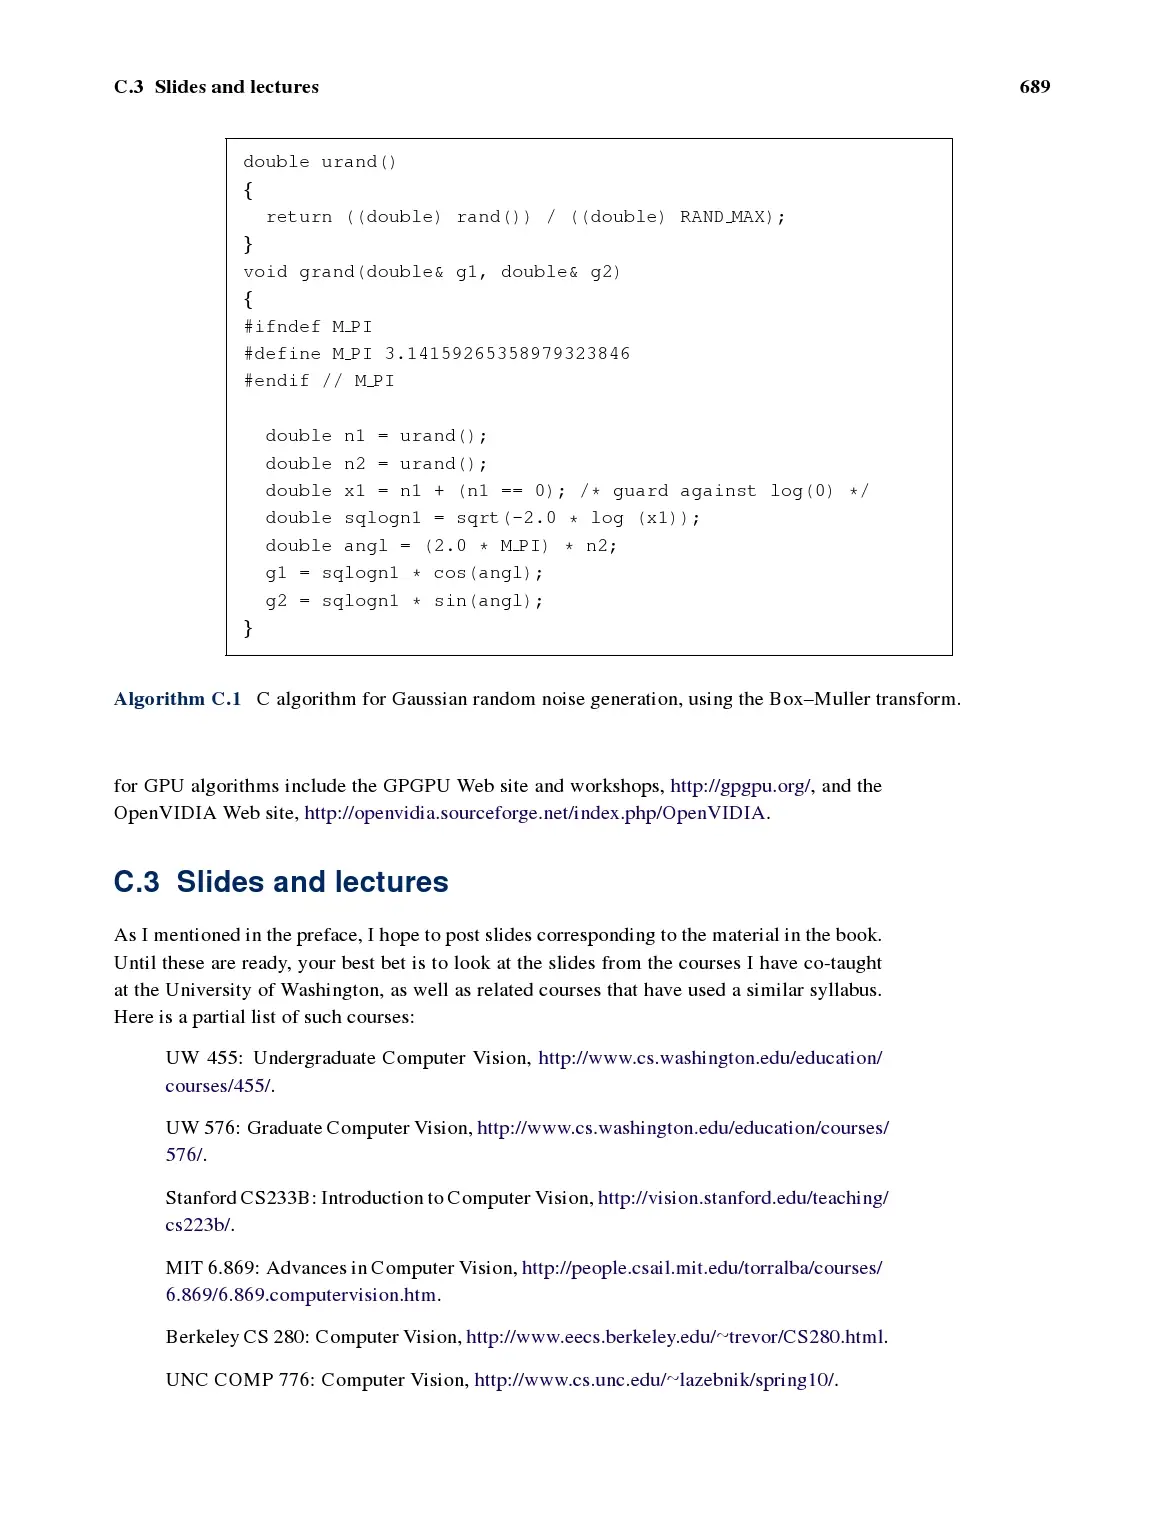 C.3 Slides and lectures 689
double urand()
{
  return ((double) rand()) / ((double) RAND_MAX);
}
void grand(double& g1, double& g2)
{
#ifndef M_PI
#define M_PI 3.14159265358979323846
#endif // M_PI
  double n1 = urand();
  double n2 = urand();
  double x1 = n1 + (n1 == 0); /* guard against log(0) */
  double sqlogn1 = sqrt(-2.0 * log (x1));
  double angl = (2.0 * M_PI) * n2;
  g1 = sqlogn1 * cos(angl);
  g2 = sqlogn1 * sin(angl);
}
Algorithm C.1 C algorithm for Gaussian random noise generation, using the Box–Muller transform.
for GPU algorithms include the GPGPU Web site and workshops, http://gpgpu.org/, and the
OpenVIDIA Web site, http://openvidia.sourceforge.net/index.php/OpenVIDIA.
C.3 Slides and lectures
As I mentioned in the preface, I hope to post slides corresponding to the material in the book.
Until these are ready, your best bet is to look at the slides from the courses I have co-taught
at the University of Washington, as well as related courses that have used a similar syllabus.
Here is a partial list of such courses:
UW 455: Undergraduate Computer Vision, http://www.cs.washington.edu/education/
courses/455/.
UW 576: Graduate Computer Vision, http://www.cs.washington.edu/education/courses/
576/.
Stanford CS233B: Introduction to Computer Vision, http://vision.stanford.edu/teaching/
cs223b/.
MIT 6.869: Advances in Computer Vision, http://people.csail.mit.edu/torralba/courses/
6.869/6.869.computervision.htm.
Berkeley CS 280: Computer Vision, http://www.eecs.berkeley.edu/~trevor/CS280.html.
UNC COMP 776: Computer Vision, http://www.cs.unc.edu/~lazebnik/spring10/.